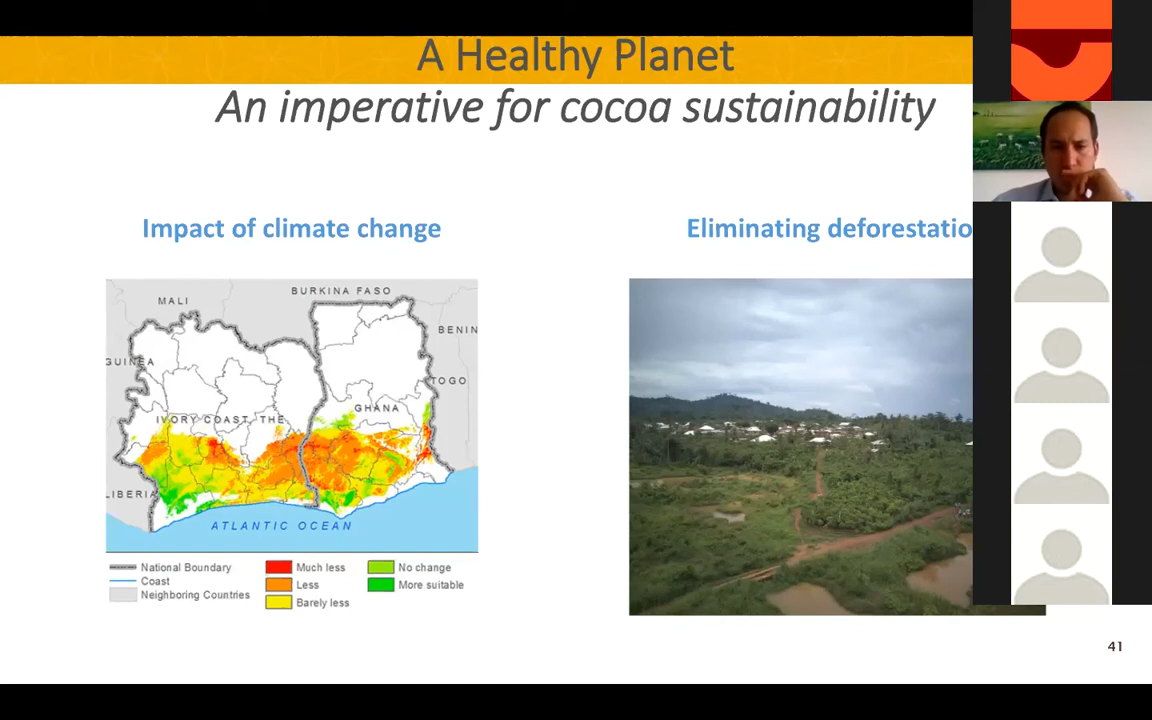 A Healthy Planet
An imperative for cocoa sustainability
Impact of climate change
Eliminating deforestatio
MALI
BURKINA FASO
BENIN
GUINEA
TOGO
GHANA
IVORY COAST, THE
LIBERIA
ATLANTIC OCEAN
National Boundary
Coast
Neighboring Countries
Much less
Less
Barely less
No change
More suitable
41